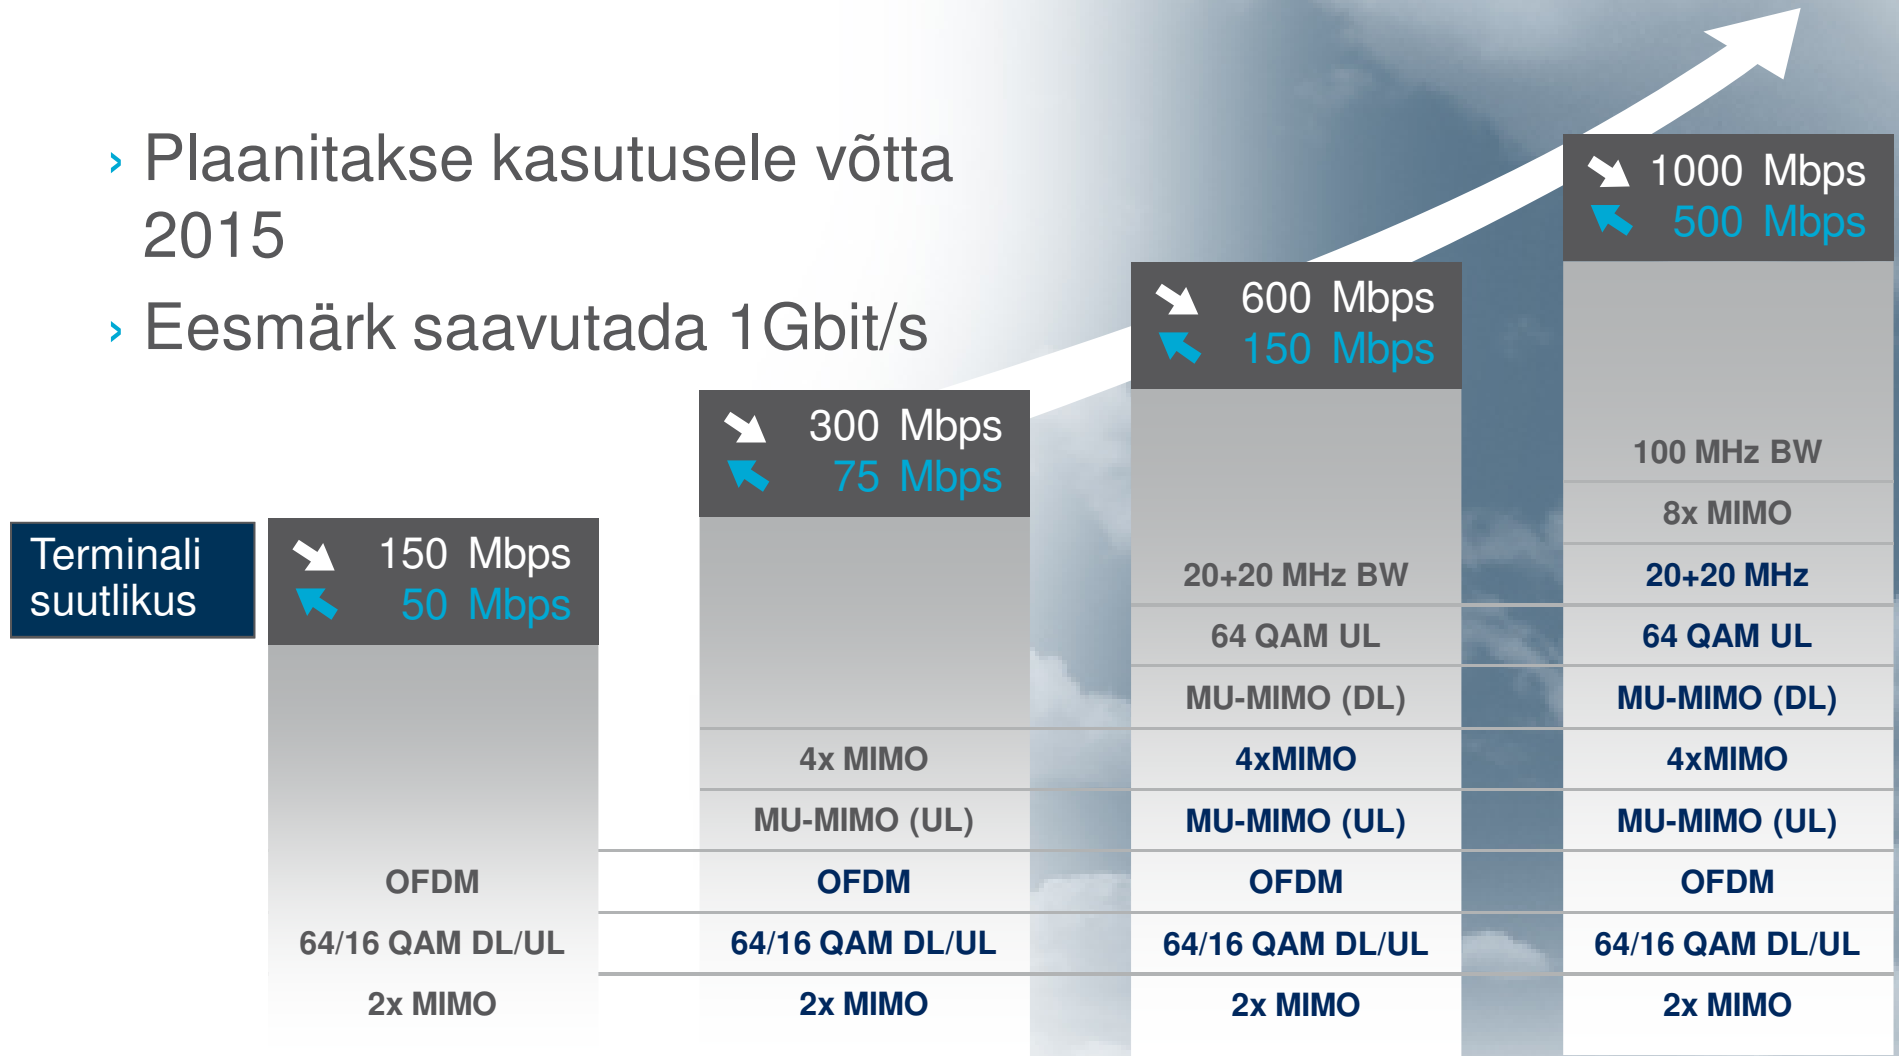 › Plaanitakse kasutusele võtta
2015
› Eesmärk saavutada 1Gbit/s
Terminali
suutlikus
150 Mbps
50 Mbps
OFDM
64/16 QAM DL/UL
2x MIMO
300 Mbps
75 Mbps
4x MIMO
MU-MIMO (UL)
OFDM
64/16 QAM DL/UL
2x MIMO
600 Mbps
150 Mbps
20+20 MHz BW
64 QAM UL
MU-MIMO (DL)
4xMIMO
MU-MIMO (UL)
OFDM
64/16 QAM DL/UL
2x MIMO
1000 Mbps
500 Mbps
100 MHz BW
8x MIMO
20+20 MHz
64 QAM UL
MU-MIMO (DL)
4xMIMO
MU-MIMO (UL)
OFDM
64/16 QAM DL/UL
2x MIMO